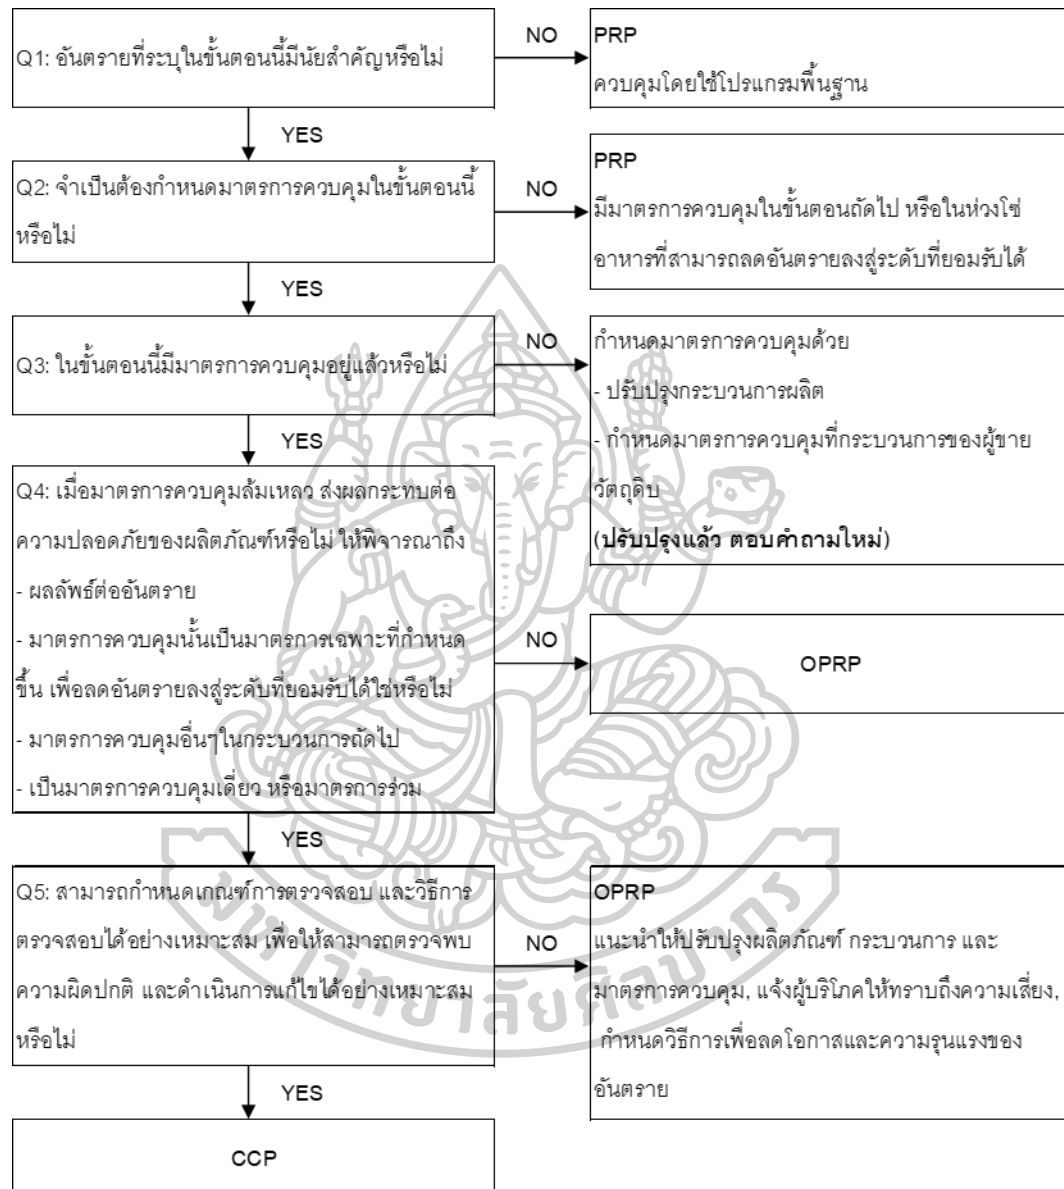 Q1: อันตรายที่ระบุในขั้นตอนนี้มีนัยสำคัญหรือไม่
NO
PRP
ควบคุมโดยใช้โปรแกรมพื้นฐาน
YES
Q2: จำเป็นต้องกำหนดมาตรการควบคุมในขั้นตอนนี้
หรือไม่
NO
PRP
มีมาตรการควบคุมในขั้นตอนถัดไป หรือในห่วงโซ่
อาหารที่สามารถลดอันตรายลงสู่ระดับที่ยอมรับได้
YES
Q3: ในขั้นตอนนี้มีมาตรการควบคุมอยู่แล้วหรือไม่
NO
กำหนดมาตรการควบคุมด้วย
- ปรับปรุงกระบวนการผลิต
- กำหนดมาตรการควบคุมที่กระบวนการของผู้ขาย
วัตถุดิบ
(ปรับปรุงแล้ว ตอบคำถามใหม่)
YES
Q4: เมื่อมาตรการควบคุมล้มเหลว ส่งผลกระทบต่อ
ความปลอดภัยของผลิตภัณฑ์หรือไม่ ให้พิจารณาถึง
- ผลลัพธ์ต่ออันตราย
- มาตรการควบคุมนั้นเป็นมาตรการเฉพาะที่กำหนด
ขึ้น เพื่อลดอันตรายลงสู่ระดับที่ยอมรับได้ใช่หรือไม่
- มาตรการควบคุมอื่นๆในกระบวนการถัดไป
- เป็นมาตรการควบคุมเดี่ยว หรือมาตรการร่วม
NO
OPRP
YES
Q5: สามารถกำหนดเกณฑ์การตรวจสอบ และวิธีการ
ตรวจสอบได้อย่างเหมาะสม เพื่อให้สามารถตรวจพบ
ความผิดปกติ และดำเนินการแก้ไขได้อย่างเหมาะสม
หรือไม่
NO
OPRP
แนะนำให้ปรับปรุงผลิตภัณฑ์ กระบวนการ และ
มาตรการควบคุม, แจ้งผู้บริโภคให้ทราบถึงความเสี่ยง,
กำหนดวิธีการเพื่อลดโอกาสและความรุนแรงของ
อันตราย
YES
CCP
มหาวิทยาลัยศิลปากร